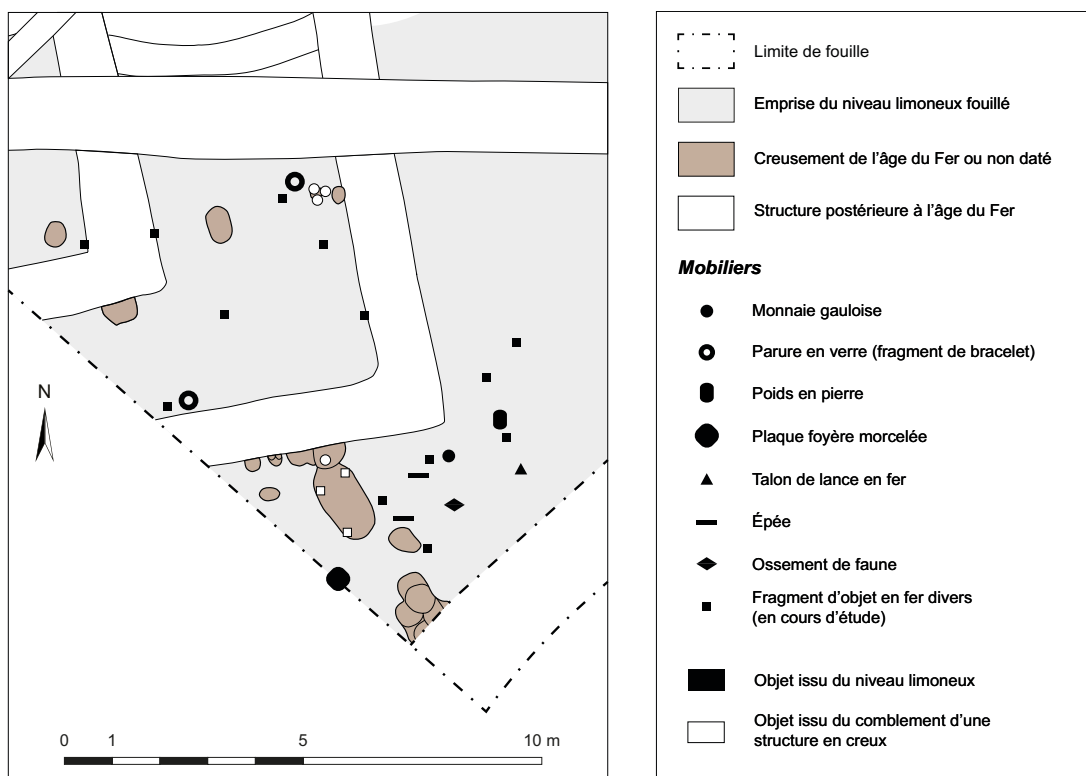 N
0 1 5 10 m
Limite de fouille
Emprise du niveau limoneux fouillé
Creusement de l’âge du Fer ou non daté
Structure postérieure à l’âge du Fer
Mobiliers
Monnaie gauloise
Parure en verre (fragment de bracelet)
Poids en pierre
Plaque foyère morcelée
Talon de lance en fer
Épée
Ossement de faune
Fragment d’objet en fer divers
(en cours d’étude)
Objet issu du niveau limoneux
Objet issu du comblement d’une
structure en creux